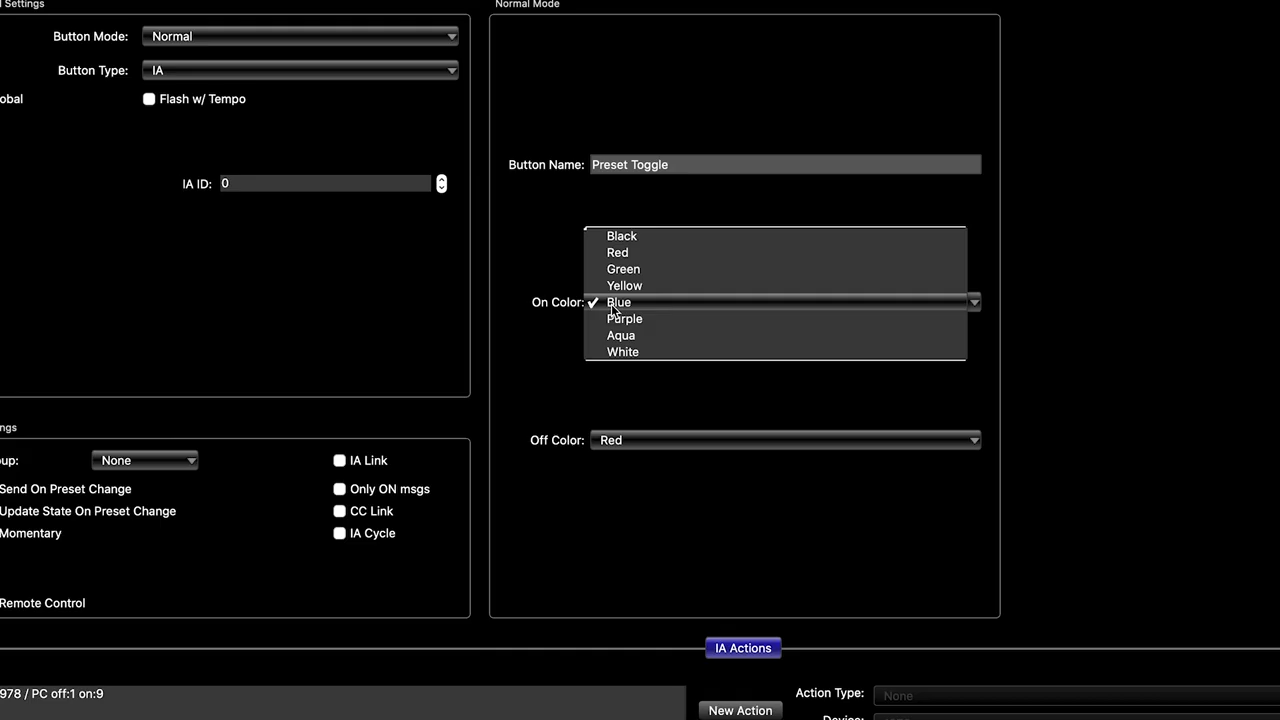 l Settings
Button Mode: Normal
Button Type: IA
obal
Flash w/ Tempo
IA ID: 0
ngs
oup: None
IA Link
Send On Preset Change
Only ON msgs
Update State On Preset Change
CC Link
Momentary
IA Cycle
Remote Control
Normal Mode
Button Name: Preset Toggle
Black
Red
Green
Yellow
On Color: ✓ Blue
Purple
Aqua
White
Off Color: Red
IA Actions
978 / PC off:1 on:9
New Action
Action Type: None